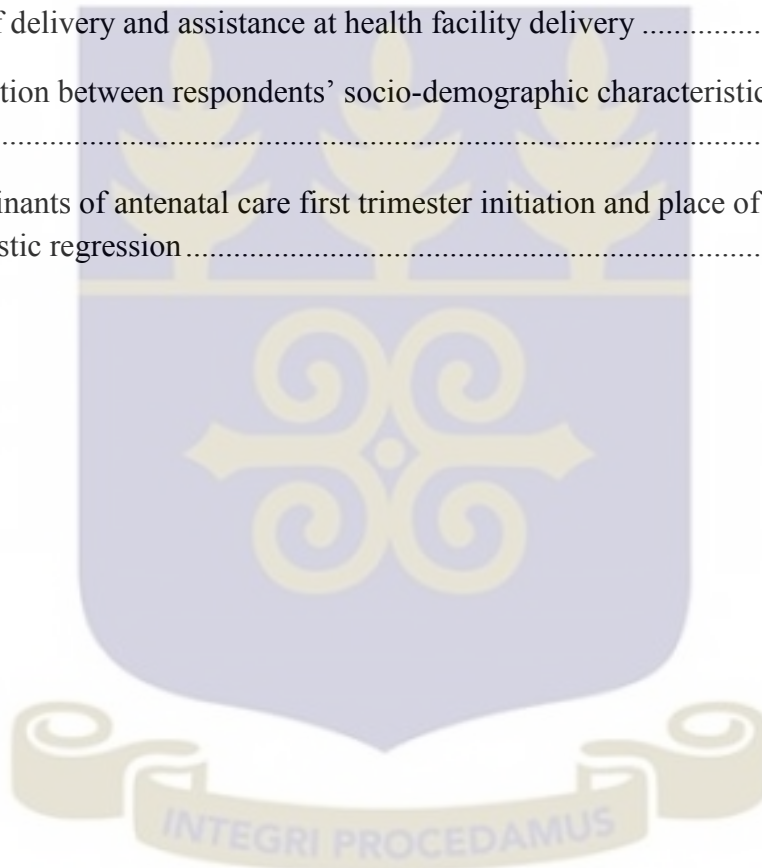 f delivery and assistance at health facility delivery ..................
tion between respondents’ socio-demographic characteristic
................................................................................................................
inants of antenatal care first trimester initiation and place of
stic regression.....................................................................................
INTEGRI PROCEDAMUS